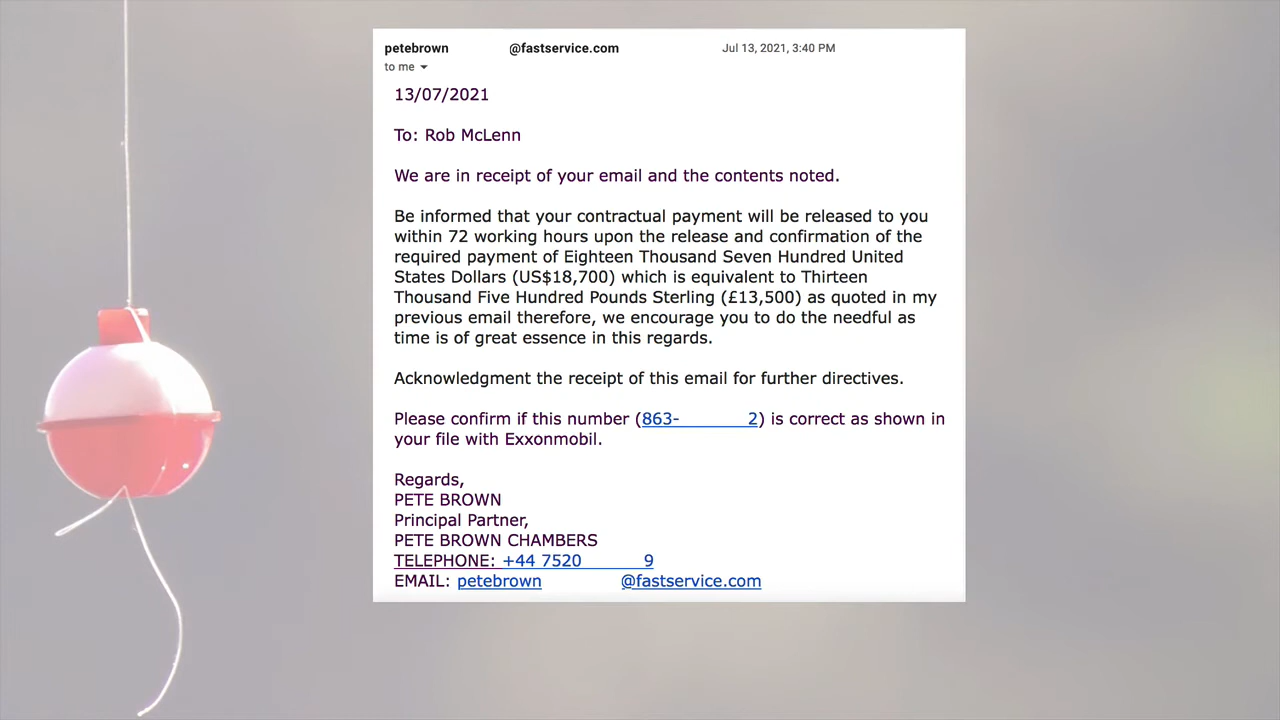 petebrown @fastservice.com Jul 13, 2021, 3:40 PM
to me
13/07/2021
To: Rob McLenn
We are in receipt of your email and the contents noted.
Be informed that your contractual payment will be released to you
within 72 working hours upon the release and confirmation of the
required payment of Eighteen Thousand Seven Hundred United
States Dollars (US$18,700) which is equivalent to Thirteen
Thousand Five Hundred Pounds Sterling (£13,500) as quoted in my
previous email therefore, we encourage you to do the needful as
time is of great essence in this regards.
Acknowledgment the receipt of this email for further directives.
Please confirm if this number (863- 2) is correct as shown in
your file with Exxonmobil.
Regards,
PETE BROWN
Principal Partner,
PETE BROWN CHAMBERS
TELEPHONE: +44 7520 9
EMAIL: petebrown @fastservice.com